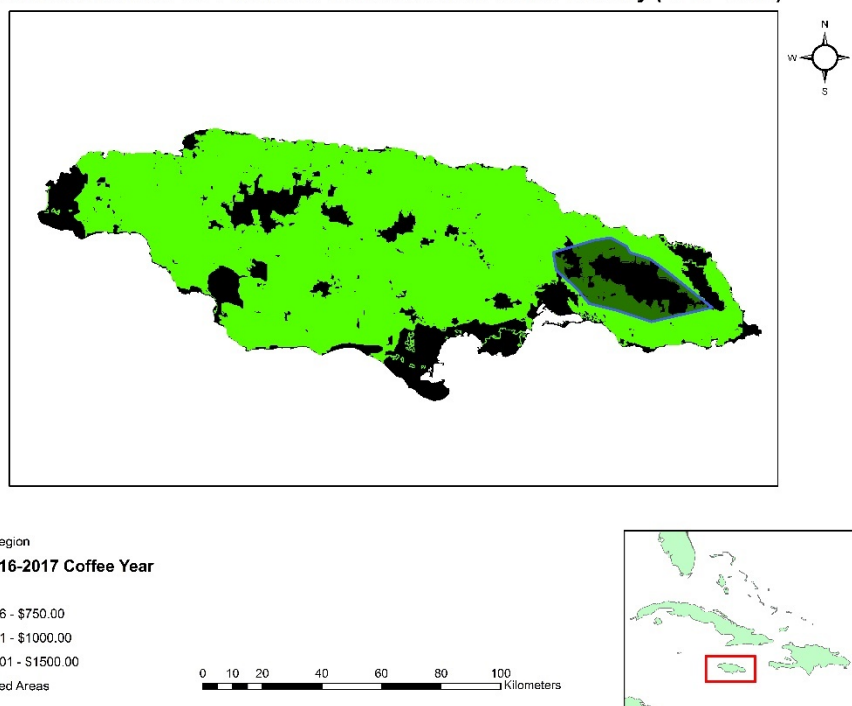 N
W
S
egion
16-2017 Coffee Year
6 - $750.00
1 - $1000.00
01 - $1500.00
ed Areas
0 10 20 40 60 80 100
Kilometers